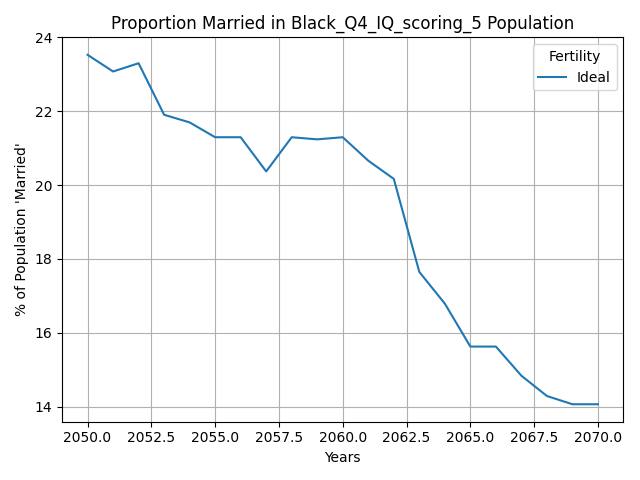 Proportion Married in Black_Q4_IQ_scoring_5 Population
Fertility
Ideal
% of Population 'Married'
24
22
20
18
16
14
2050.0 2052.5 2055.0 2057.5 2060.0 2062.5 2065.0 2067.5 2070.0
Years